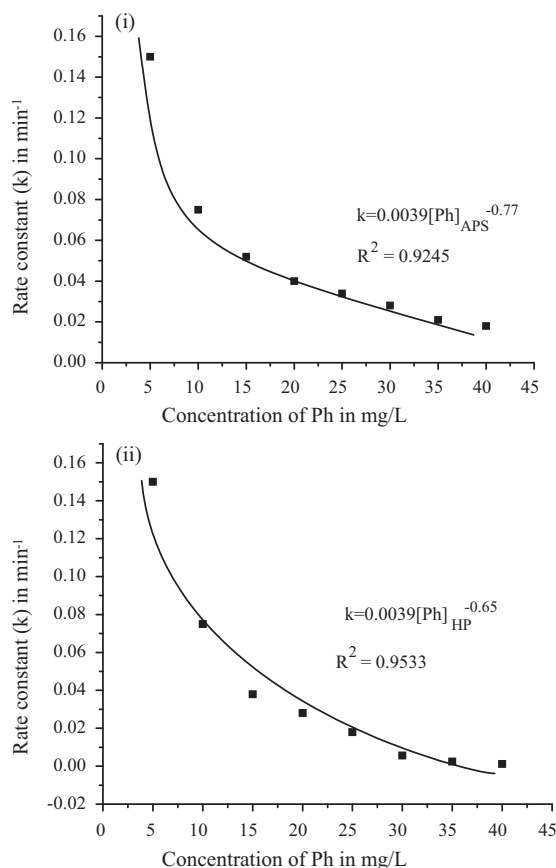 (i)
0.16
0.14
0.12
0.10
0.08
0.06
0.04
0.02
0.00
Rate constant (k) in min⁻¹
k=0.0039[Ph]APS⁻⁰·⁷⁷
R² = 0.9245
0 5 10 15 20 25 30 35 40 45
Concentration of Ph in mg/L
(ii)
0.16
0.14
0.12
0.10
0.08
0.06
0.04
0.02
0.00
-0.02
Rate constant (k) in min⁻¹
k=0.0039[Ph]HP⁻⁰·⁶⁵
R² = 0.9533
0 5 10 15 20 25 30 35 40 45
Concentration of Ph in mg/L